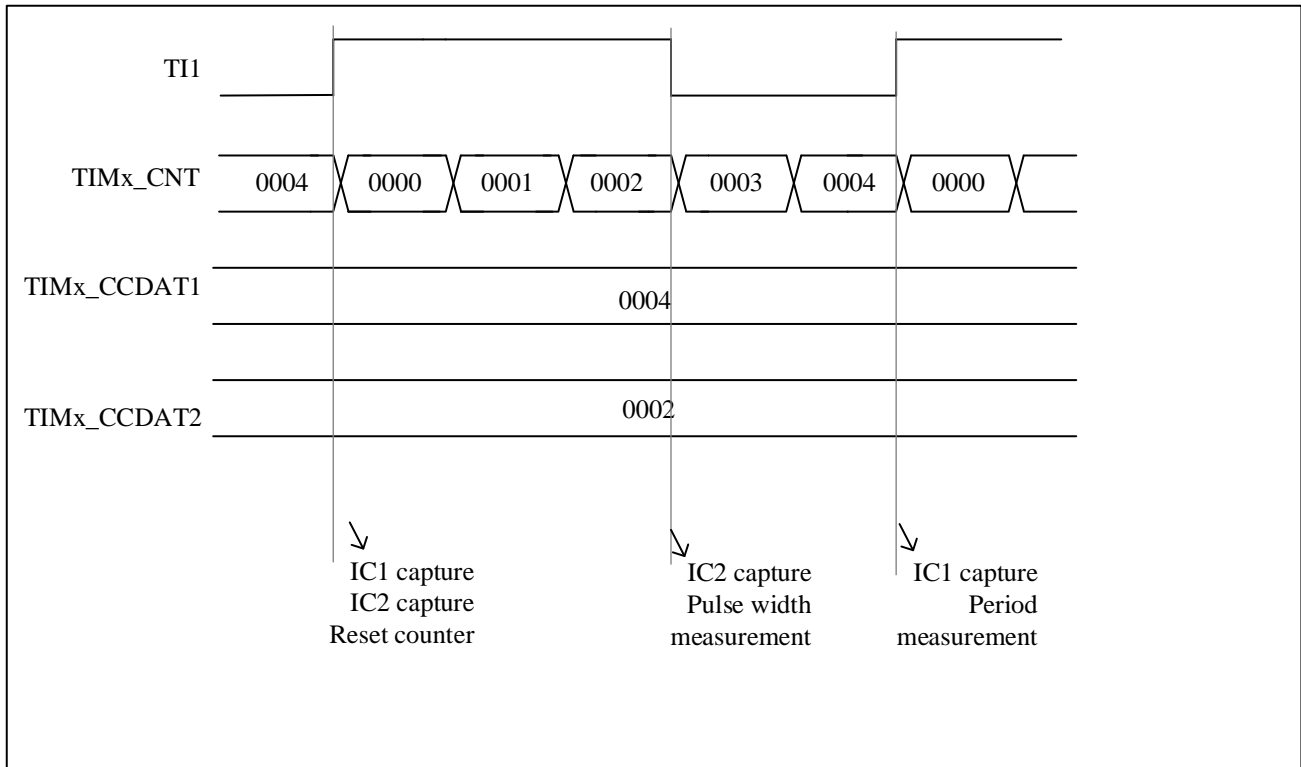 TI1
TIMx_CNT
0004 0000 0001 0002 0003 0004 0000
TIMx_CCDAT1
0004
TIMx_CCDAT2
0002
IC1 capture
IC2 capture
Reset counter
IC2 capture
Pulse width
measurement
IC1 capture
Period
measurement